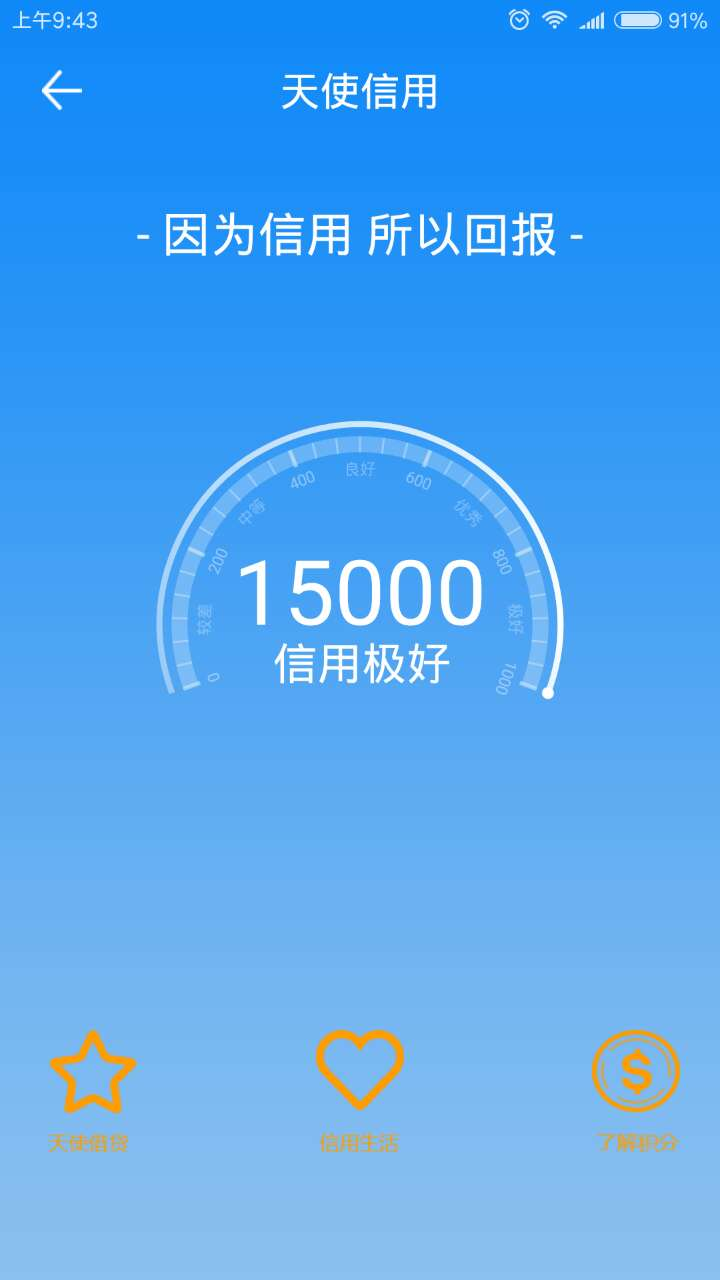 上午9:43
91%
天使信用
- 因为信用 所以回报 -
良好
400
600
中等
优秀
200
800
较差
极好
15000
信用极好
0
1000
天使借贷
信用生活
了解积分